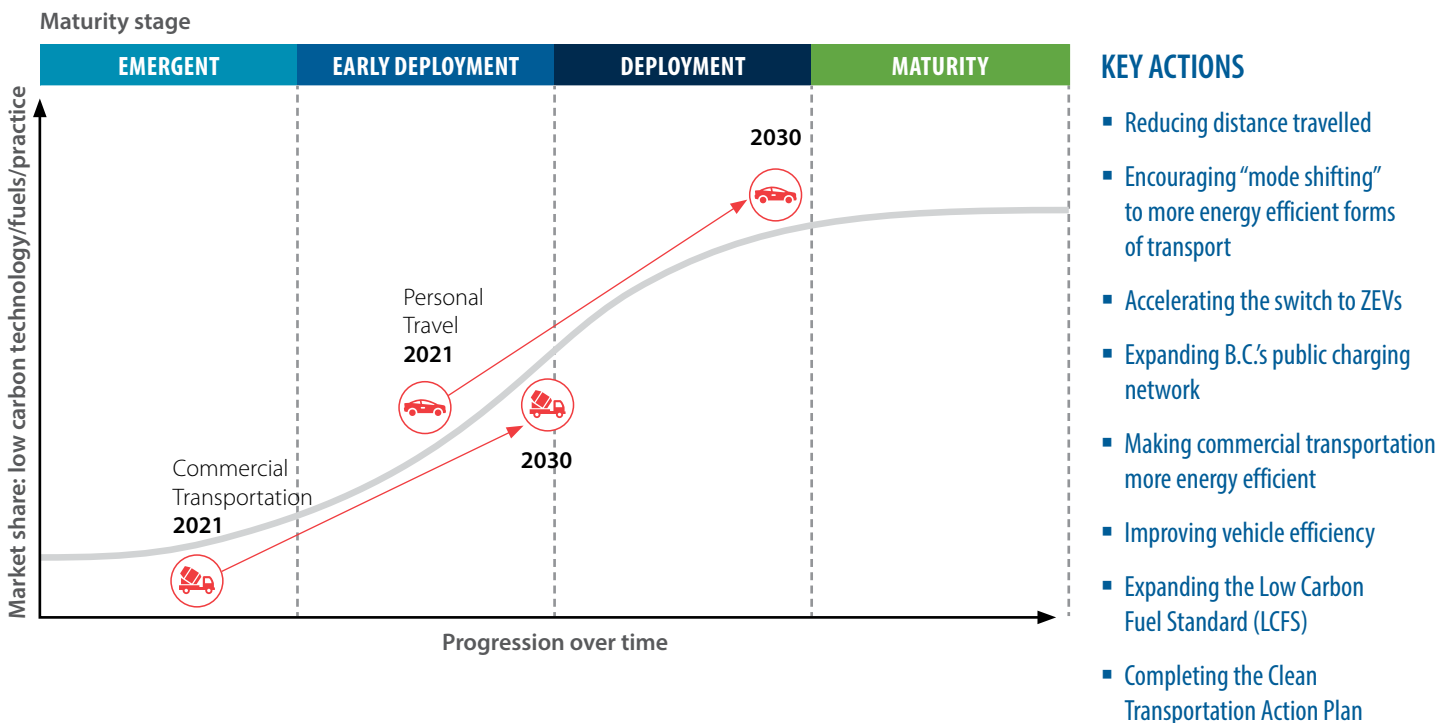 Maturity stage
EMERGENT
EARLY DEPLOYMENT
DEPLOYMENT
MATURITY
Market share: low carbon technology/fuels/practice
2030
Personal
Travel
2021
2030
Commercial
Transportation
2021
Progression over time
KEY ACTIONS
▪ Reducing distance travelled
▪ Encouraging “mode shifting”
to more energy efficient forms
of transport
▪ Accelerating the switch to ZEVs
▪ Expanding B.C.’s public charging
network
▪ Making commercial transportation
more energy efficient
▪ Improving vehicle efficiency
▪ Expanding the Low Carbon
Fuel Standard (LCFS)
▪ Completing the Clean
Transportation Action Plan